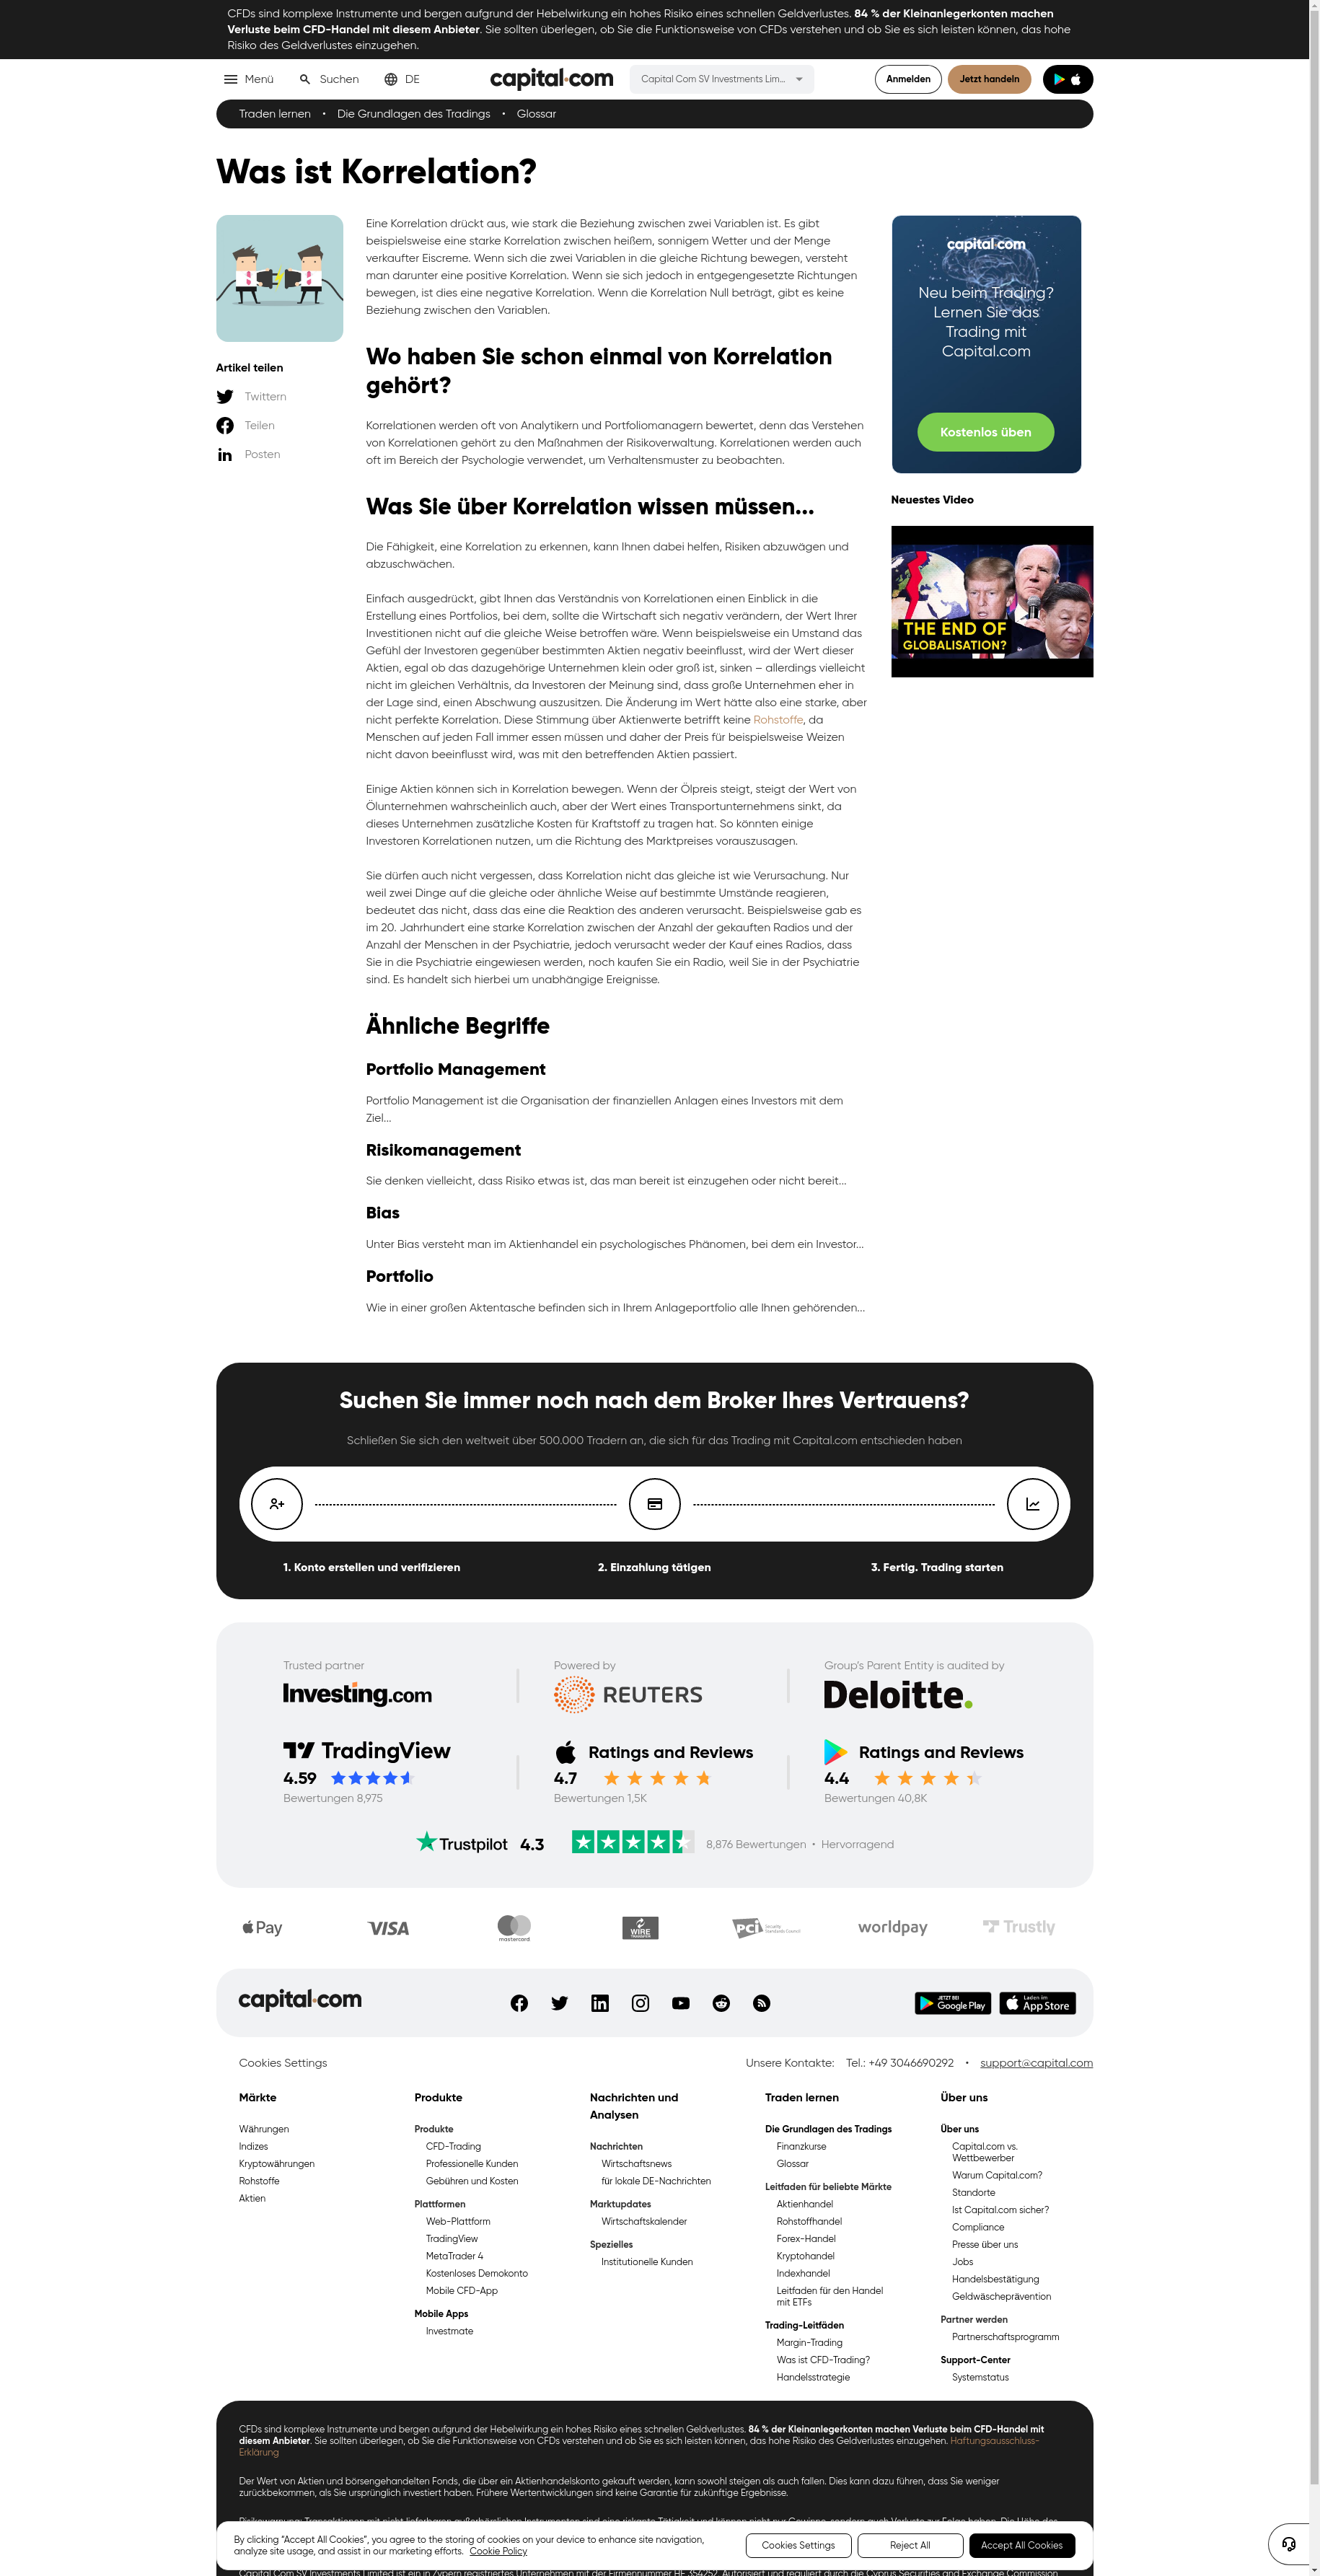 CFDs sind komplexe Instrumente und bergen aufgrund der Hebelwirkung ein hohes Risiko eines schnellen Geldverlustes. 84 % der Kleinanlegerkonten machen
Verluste beim CFD-Handel mit diesem Anbieter. Sie sollten überlegen, ob Sie die Funktionsweise von CFDs verstehen und ob Sie es sich leisten können, das hohe
Risiko des Geldverlustes einzugehen.
Menü
Suchen
DE
capital.com
Capital Com SV Investments Lim...
Anmelden
Jetzt handeln
Traden lernen • Die Grundlagen des Tradings • Glossar
Was ist Korrelation?
Artikel teilen
Twittern
Teilen
Posten
Eine Korrelation drückt aus, wie stark die Beziehung zwischen zwei Variablen ist. Es gibt
beispielsweise eine starke Korrelation zwischen heißem, sonnigem Wetter und der Menge
verkaufter Eiscreme. Wenn sich die zwei Variablen in die gleiche Richtung bewegen, versteht
man darunter eine positive Korrelation. Wenn sie sich jedoch in entgegengesetzte Richtungen
bewegen, ist dies eine negative Korrelation. Wenn die Korrelation Null beträgt, gibt es keine
Beziehung zwischen den Variablen.
Wo haben Sie schon einmal von Korrelation
gehört?
Korrelationen werden oft von Analytikern und Portfoliomanagern bewertet, denn das Verstehen
von Korrelationen gehört zu den Maßnahmen der Risikoverwaltung. Korrelationen werden auch
oft im Bereich der Psychologie verwendet, um Verhaltensmuster zu beobachten.
Was Sie über Korrelation wissen müssen...
Die Fähigkeit, eine Korrelation zu erkennen, kann Ihnen dabei helfen, Risiken abzuwägen und
abzuschwächen.
Einfach ausgedrückt, gibt Ihnen das Verständnis von Korrelationen einen Einblick in die
Erstellung eines Portfolios, bei dem, sollte die Wirtschaft sich negativ verändern, der Wert Ihrer
Investitionen nicht auf die gleiche Weise betroffen wäre. Wenn beispielsweise ein Umstand das
Gefühl der Investoren gegenüber bestimmten Aktien negativ beeinflusst, wird der Wert dieser
Aktien, egal ob das dazugehörige Unternehmen klein oder groß ist, sinken – allerdings vielleicht
nicht im gleichen Verhältnis, da Investoren der Meinung sind, dass große Unternehmen eher in
der Lage sind, einen Abschwung auszusitzen. Die Änderung im Wert hätte also eine starke, aber
nicht perfekte Korrelation. Diese Stimmung über Aktienwerte betrifft keine Rohstoffe, da
Menschen auf jeden Fall immer essen müssen und daher der Preis für beispielsweise Weizen
nicht davon beeinflusst wird, was mit den betreffenden Aktien passiert.
Einige Aktien können sich in Korrelation bewegen. Wenn der Ölpreis steigt, steigt der Wert von
Ölunternehmen wahrscheinlich auch, aber der Wert eines Transportunternehmens sinkt, da
dieses Unternehmen zusätzliche Kosten für Kraftstoff zu tragen hat. So könnten einige
Investoren Korrelationen nutzen, um die Richtung des Marktpreises vorauszusagen.
Sie dürfen auch nicht vergessen, dass Korrelation nicht das gleiche ist wie Verursachung. Nur
weil zwei Dinge auf die gleiche oder ähnliche Weise auf bestimmte Umstände reagieren,
bedeutet das nicht, dass das eine die Reaktion des anderen verursacht. Beispielsweise gab es
im 20. Jahrhundert eine starke Korrelation zwischen der Anzahl der gekauften Radios und der
Anzahl der Menschen in der Psychiatrie, jedoch verursacht weder der Kauf eines Radios, dass
Sie in die Psychiatrie eingewiesen werden, noch kaufen Sie ein Radio, weil Sie in der Psychiatrie
sind. Es handelt sich hierbei um unabhängige Ereignisse.
Ähnliche Begriffe
Portfolio Management
Portfolio Management ist die Organisation der finanziellen Anlagen eines Investors mit dem
Ziel...
Risikomanagement
Sie denken vielleicht, dass Risiko etwas ist, das man bereit ist einzugehen oder nicht bereit...
Bias
Unter Bias versteht man im Aktienhandel ein psychologisches Phänomen, bei dem ein Investor...
Portfolio
Wie in einer großen Aktentasche befinden sich in Ihrem Anlageportfolio alle Ihnen gehörenden...
capital.com
Neu beim Trading?
Lernen Sie das
Trading mit
Capital.com
Kostenlos üben
Neuestes Video
THE END OF
GLOBALISATION?
Suchen Sie immer noch nach dem Broker Ihres Vertrauens?
Schließen Sie sich den weltweit über 500.000 Tradern an, die sich für das Trading mit Capital.com entschieden haben
1. Konto erstellen und verifizieren
2. Einzahlung tätigen
3. Fertig. Trading starten
Trusted partner
Investing.com
Powered by
REUTERS
Group's Parent Entity is audited by
Deloitte.
TradingView
4.59
Bewertungen 8,975
Ratings and Reviews
4.7
Bewertungen 1,5K
Ratings and Reviews
4.4
Bewertungen 40,8K
Trustpilot 4.3
8,876 Bewertungen • Hervorragend
Pay
VISA
mastercard
WIRE
TRANSFER
PCi Security
Standards Council
worldpay
Trustly
capital.com
JETZT BEI
Google Play
Laden im
App Store
Cookies Settings
Unsere Kontakte: Tel.: +49 3046690292 • support@capital.com
Märkte
Währungen
Indizes
Kryptowährungen
Rohstoffe
Aktien
Produkte
Produkte
CFD-Trading
Professionelle Kunden
Gebühren und Kosten
Plattformen
Web-Plattform
TradingView
MetaTrader 4
Kostenloses Demokonto
Mobile CFD-App
Mobile Apps
Investmate
Nachrichten und
Analysen
Nachrichten
Wirtschaftsnews
für lokale DE-Nachrichten
Marktupdates
Wirtschaftskalender
Spezielles
Institutionelle Kunden
Traden lernen
Die Grundlagen des Tradings
Finanzkurse
Glossar
Leitfaden für beliebte Märkte
Aktienhandel
Rohstoffhandel
Forex-Handel
Kryptohandel
Indexhandel
Leitfaden für den Handel
mit ETFs
Trading-Leitfäden
Margin-Trading
Was ist CFD-Trading?
Handelsstrategie
Über uns
Über uns
Capital.com vs.
Wettbewerber
Warum Capital.com?
Standorte
Ist Capital.com sicher?
Compliance
Presse über uns
Jobs
Handelsbestätigung
Geldwäscheprävention
Partner werden
Partnerschaftsprogramm
Support-Center
Systemstatus
CFDs sind komplexe Instrumente und bergen aufgrund der Hebelwirkung ein hohes Risiko eines schnellen Geldverlustes. 84 % der Kleinanlegerkonten machen Verluste beim CFD-Handel mit
diesem Anbieter. Sie sollten überlegen, ob Sie die Funktionsweise von CFDs verstehen und ob Sie es sich leisten können, das hohe Risiko des Geldverlustes einzugehen. Haftungsausschluss-
Erklärung
Der Wert von Aktien und börsengehandelten Fonds, die über ein Aktienhandelskonto gekauft werden, kann sowohl steigen als auch fallen. Dies kann dazu führen, dass Sie weniger
zurückbekommen, als Sie ursprünglich investiert haben. Frühere Wertentwicklungen sind keine Garantie für zukünftige Ergebnisse.
By clicking "Accept All Cookies", you agree to the storing of cookies on your device to enhance site navigation,
analyze site usage, and assist in our marketing efforts. Cookie Policy
Cookies Settings
Reject All
Accept All Cookies
Capital Com SV Investments Limited ist ein in Zypern registriertes Unternehmen mit der Firmennummer HE 354252. Autorisiert und reguliert durch die Cyprus Securities and Exchange Commission